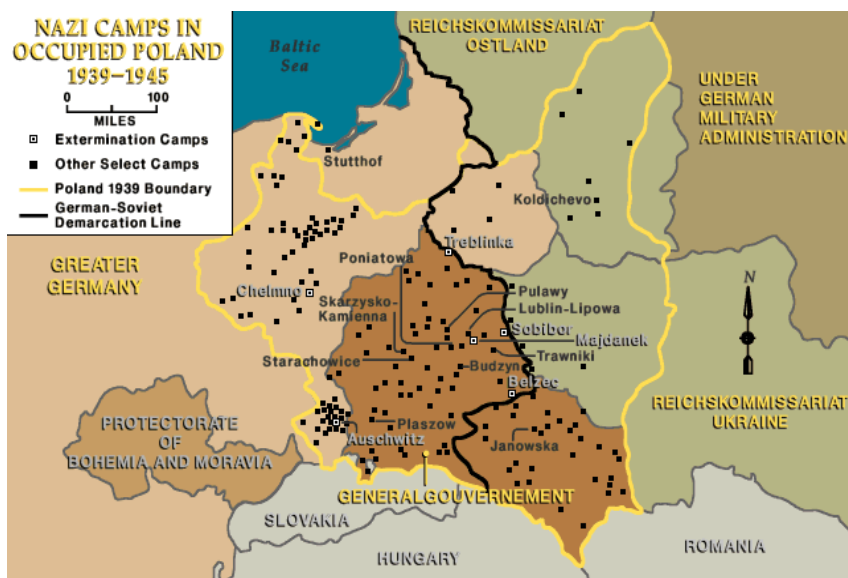 NAZI CAMPS IN
OCCUPIED POLAND
1939–1945
0 100
MILES
Extermination Camps
Other Select Camps
Poland 1939 Boundary
German-Soviet
Demarcation Line
Baltic
Sea
REICHSKOMMISSARIAT
OSTLAND
UNDER
GERMAN
MILITARY
ADMINISTRATION
Stutthof
Koldichevo
Treblinka
GREATER
GERMANY
Chelmno
Poniatowa
Skarzysko-
Kamienna
Pulawy
Lublin-Lipowa
Sobibor
Majdanek
Starachowice
Trawniki
Budzyn
Belzec
N
PROTECTORATE
OF
BOHEMIA AND MORAVIA
Plaszow
Auschwitz
Janowska
REICHSKOMMISSARIAT
UKRAINE
GENERALGOUVERNEMENT
SLOVAKIA
HUNGARY
ROMANIA